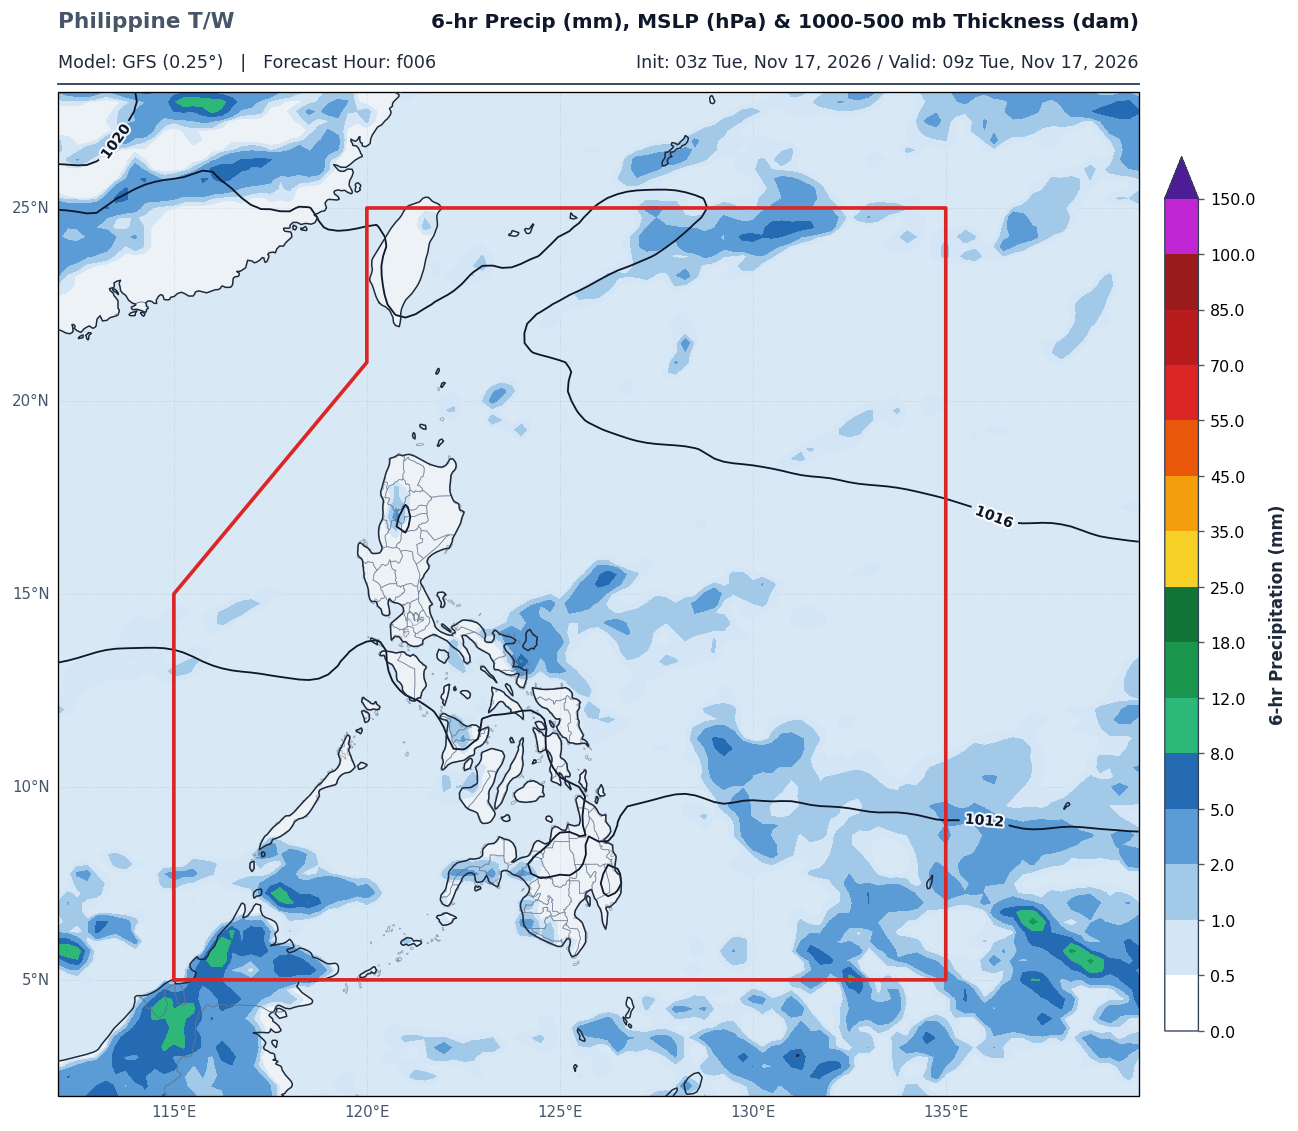 Philippine T/W
6-hr Precip (mm), MSLP (hPa) & 1000-500 mb Thickness (dam)
Model: GFS (0.25°) | Forecast Hour: f006
Init: 03z Tue, Nov 17, 2026 / Valid: 09z Tue, Nov 17, 2026
1020
1016
1012
25°N
20°N
15°N
10°N
5°N
115°E
120°E
125°E
130°E
135°E
150.0
100.0
85.0
70.0
55.0
45.0
35.0
25.0
18.0
12.0
8.0
5.0
2.0
1.0
0.5
0.0
6-hr Precipitation (mm)